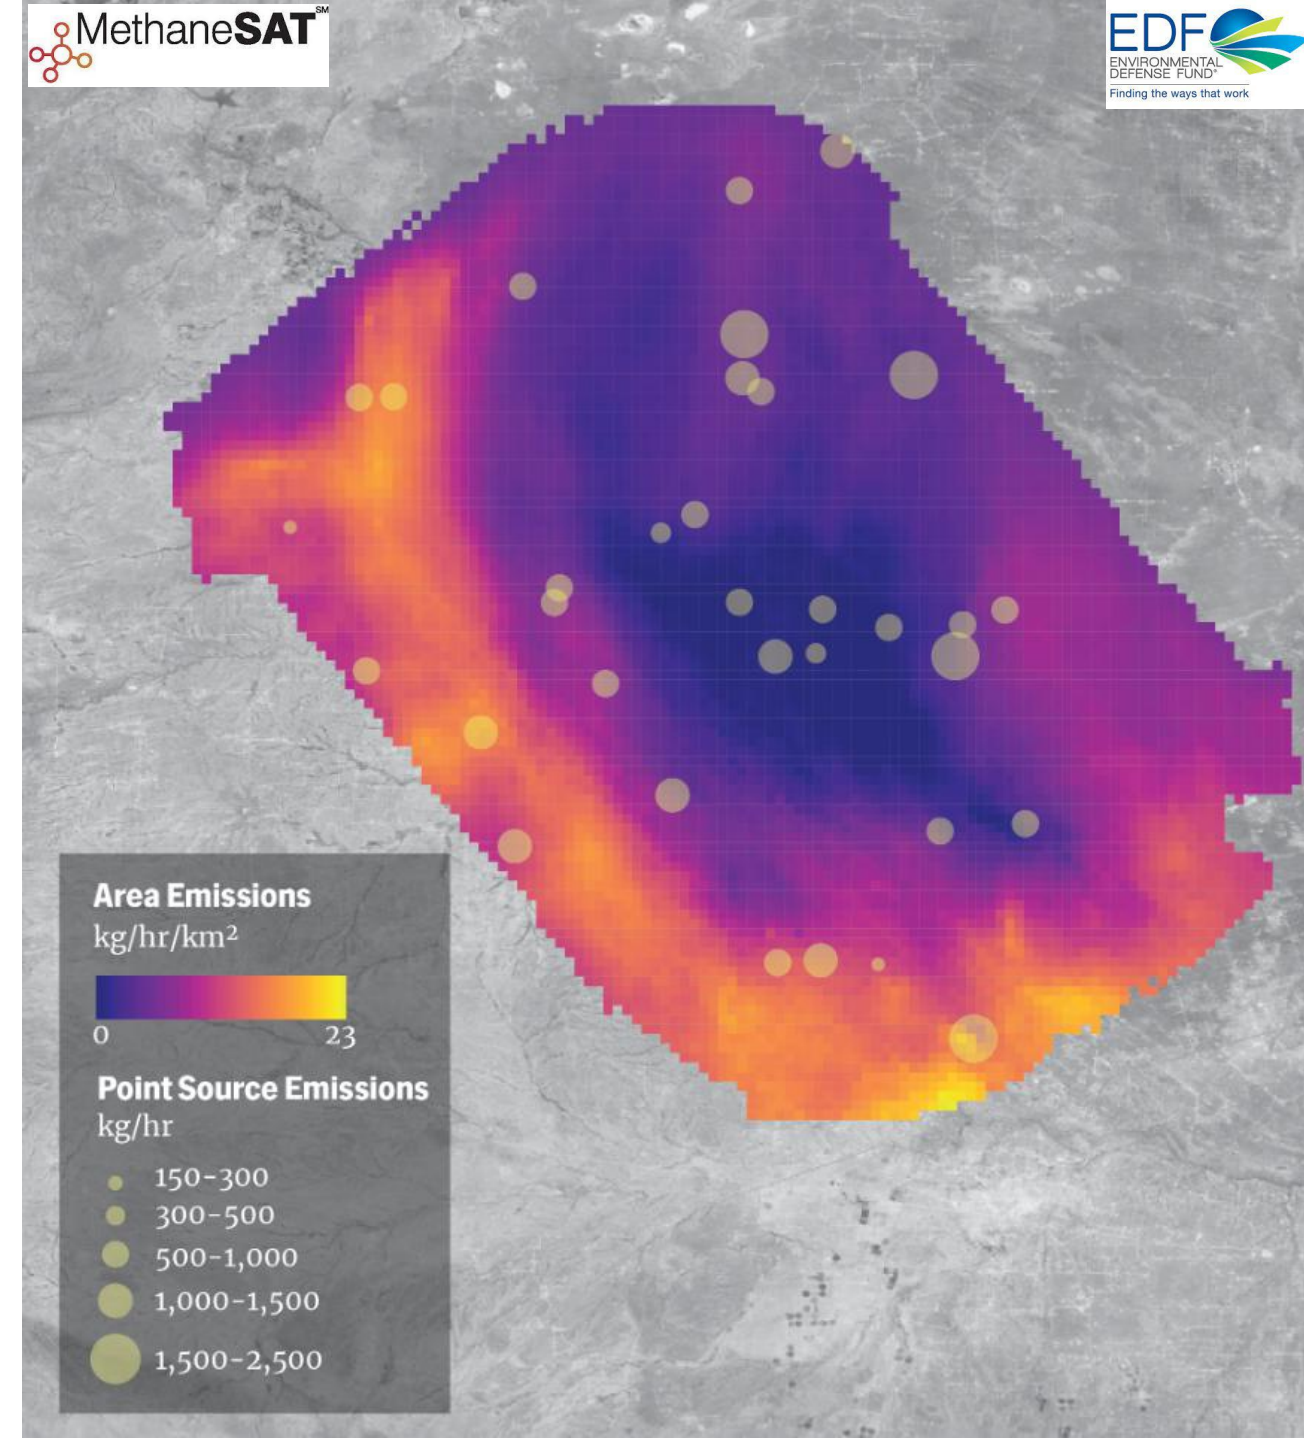 MethaneSAT SM
EDF
ENVIRONMENTAL
DEFENSE FUND®
Finding the ways that work
Area Emissions
kg/hr/km²
0 23
Point Source Emissions
kg/hr
150-300
300-500
500-1,000
1,000-1,500
1,500-2,500